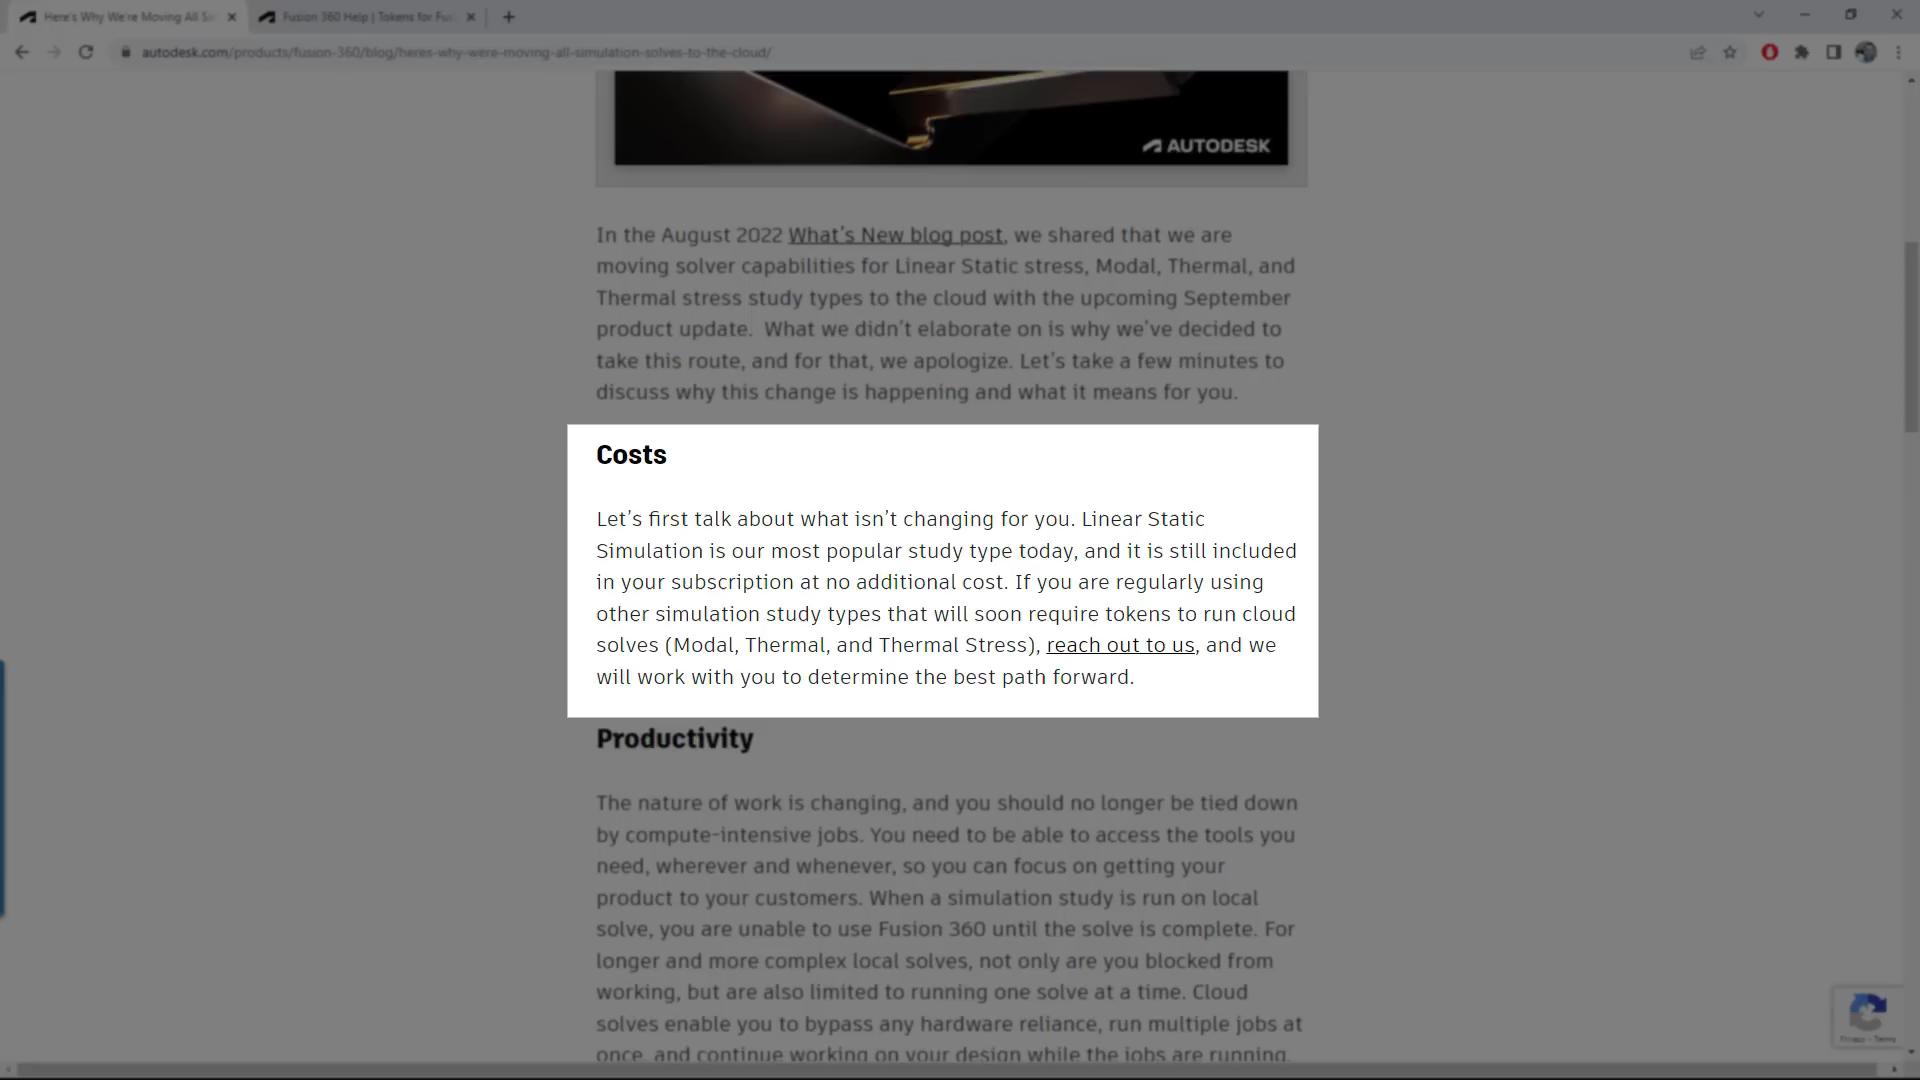 Here's Why We're Moving All Si
Fusion 360 Help | Tokens for Fus
autodesk.com/products/fusion-360/blog/heres-why-were-moving-all-simulation-solves-to-the-cloud/
AUTODESK
In the August 2022 What's New blog post, we shared that we are
moving solver capabilities for Linear Static stress, Modal, Thermal, and
Thermal stress study types to the cloud with the upcoming September
product update. What we didn't elaborate on is why we've decided to
take this route, and for that, we apologize. Let's take a few minutes to
discuss why this change is happening and what it means for you.
Costs
Let's first talk about what isn't changing for you. Linear Static
Simulation is our most popular study type today, and it is still included
in your subscription at no additional cost. If you are regularly using
other simulation study types that will soon require tokens to run cloud
solves (Modal, Thermal, and Thermal Stress), reach out to us, and we
will work with you to determine the best path forward.
Productivity
The nature of work is changing, and you should no longer be tied down
by compute-intensive jobs. You need to be able to access the tools you
need, wherever and whenever, so you can focus on getting your
product to your customers. When a simulation study is run on local
solve, you are unable to use Fusion 360 until the solve is complete. For
longer and more complex local solves, not only are you blocked from
working, but are also limited to running one solve at a time. Cloud
solves enable you to bypass any hardware reliance, run multiple jobs at
once, and continue working on your design while the jobs are running.
Privacy - Terms